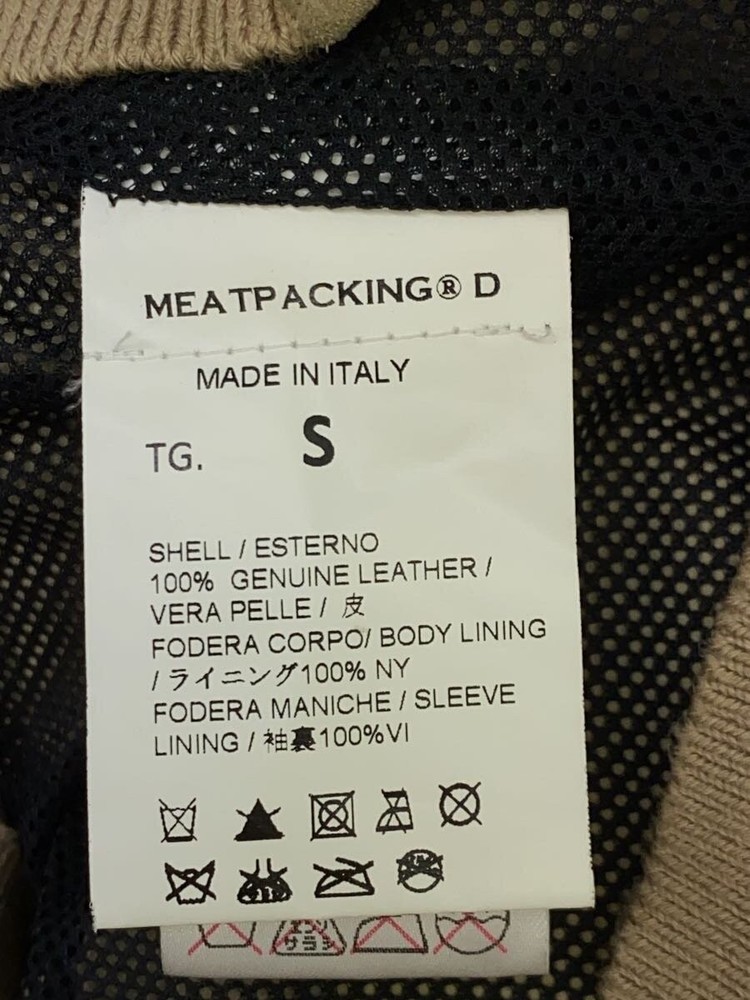 MEATPACKING® D
MADE IN ITALY
TG. S
SHELL / ESTERNO
100% GENUINE LEATHER /
VERA PELLE / 皮
FODERA CORPO/ BODY LINING
/ ライニング100% NY
FODERA MANICHE / SLEEVE
LINING / 袖裏100%VI